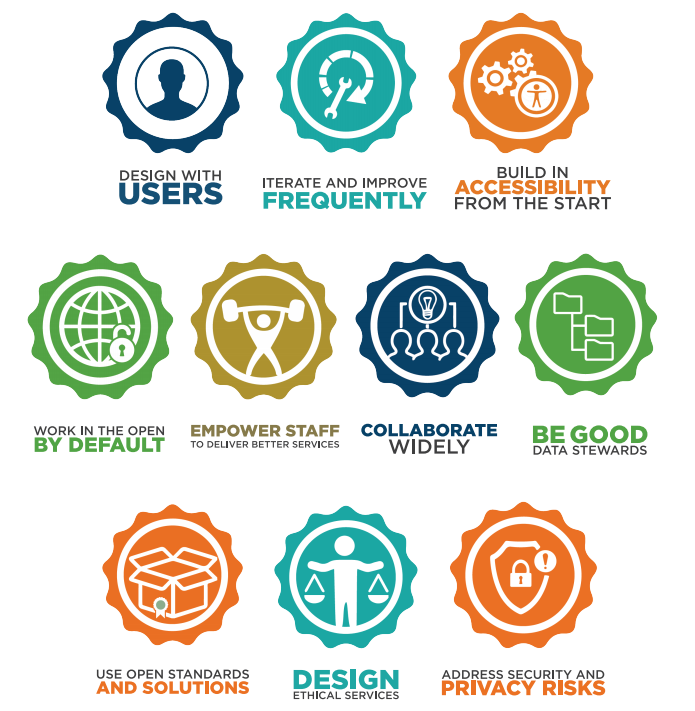 DESIGN WITH
USERS
ITERATE AND IMPROVE
FREQUENTLY
BUILD IN
ACCESSIBILITY
FROM THE START
WORK IN THE OPEN
BY DEFAULT
EMPOWER STAFF
TO DELIVER BETTER SERVICES
COLLABORATE
WIDELY
BE GOOD
DATA STEWARDS
USE OPEN STANDARDS
AND SOLUTIONS
DESIGN
ETHICAL SERVICES
ADDRESS SECURITY AND
PRIVACY RISKS